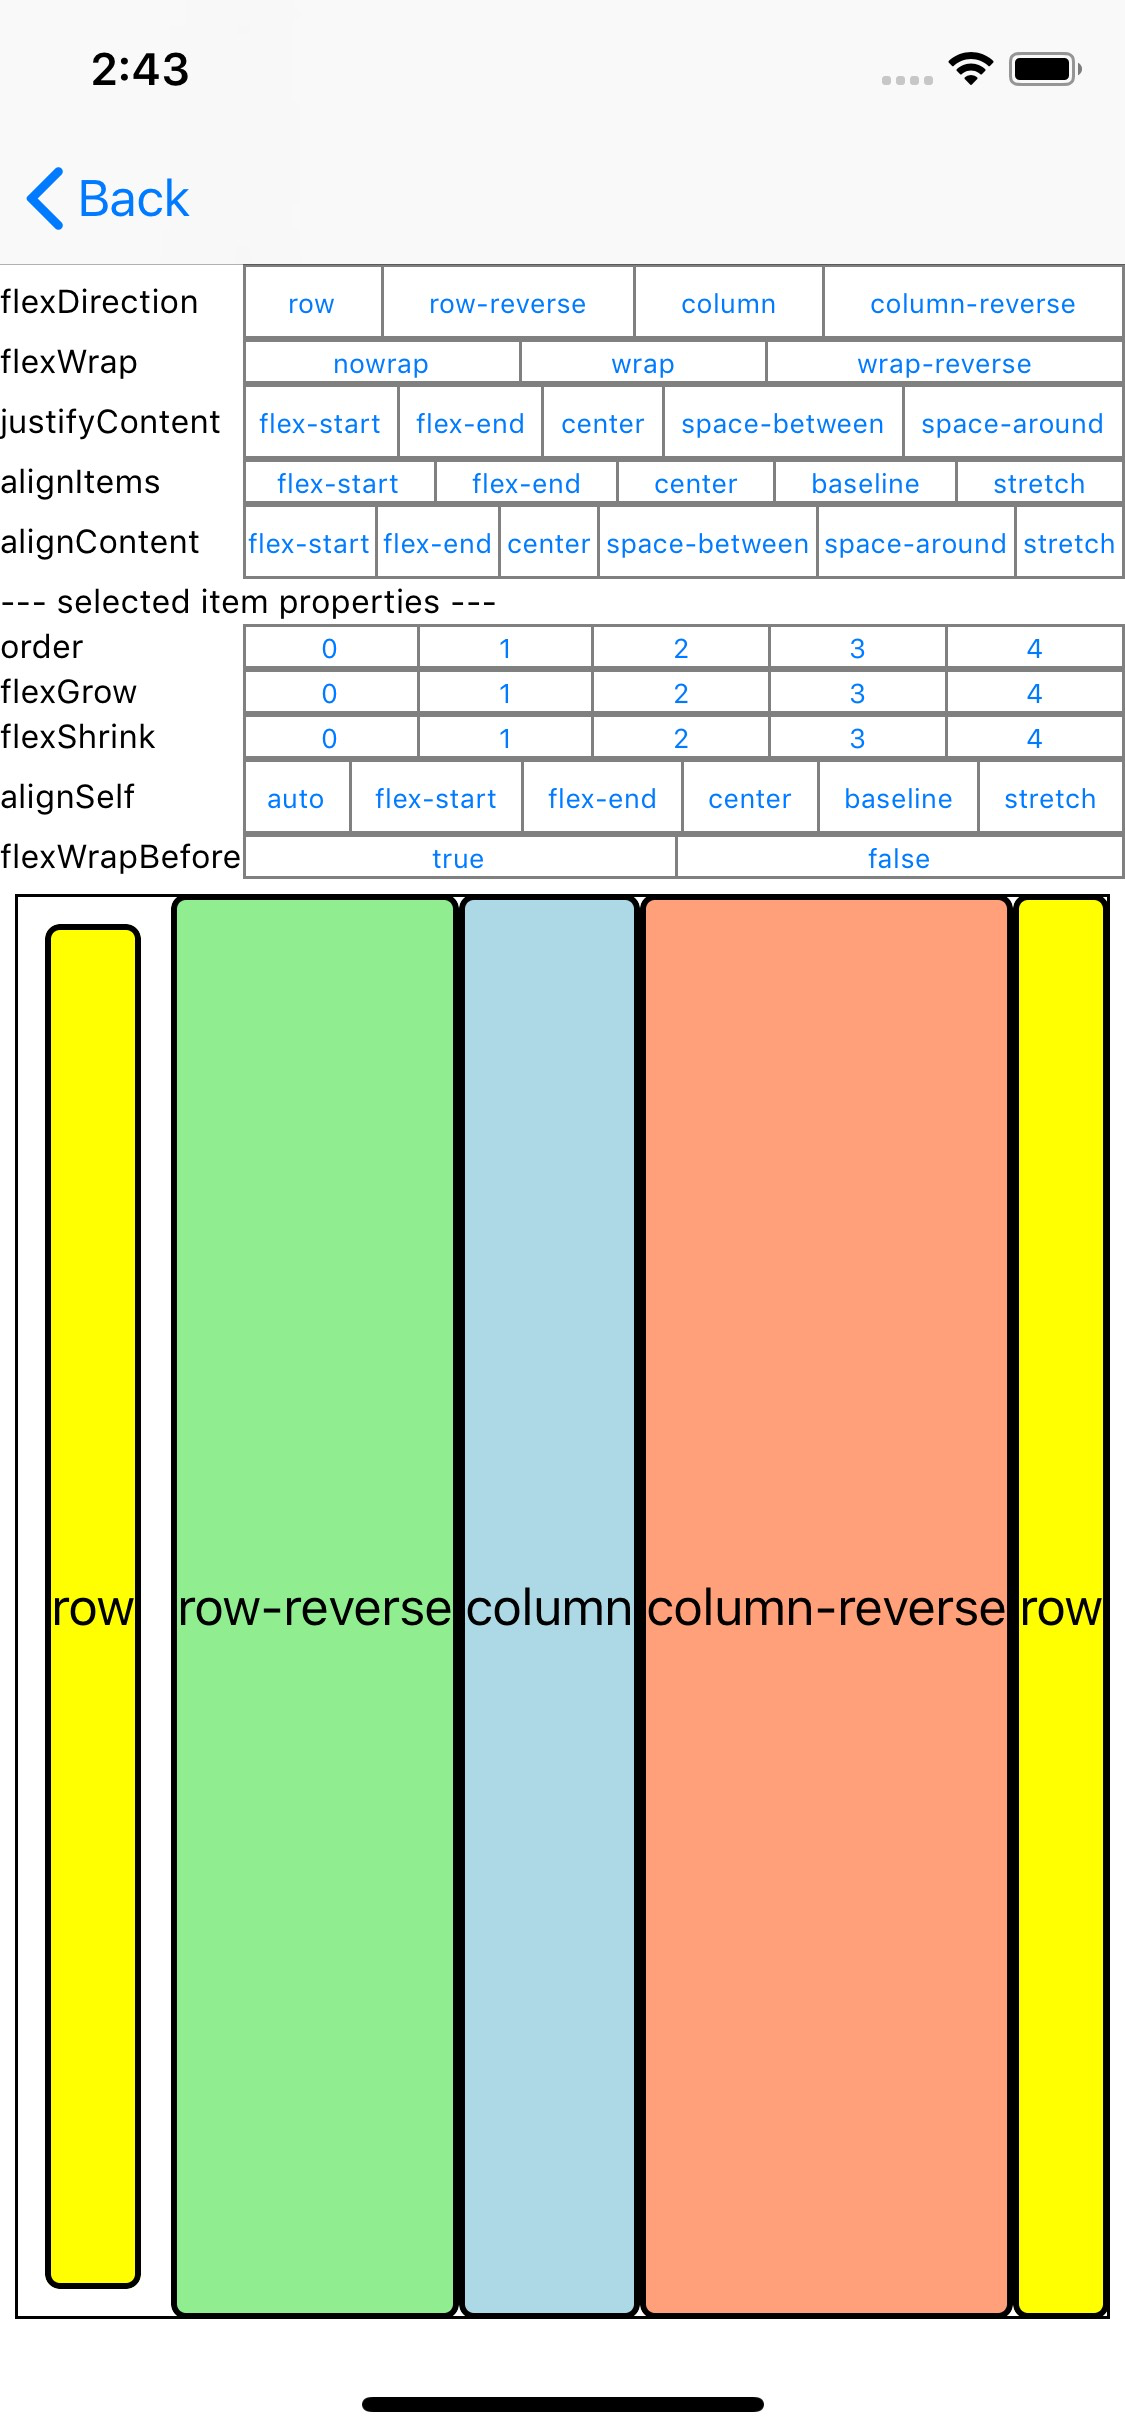 2:43
Back
flexDirection row row-reverse column column-reverse
flexWrap nowrap wrap wrap-reverse
justifyContent flex-start flex-end center space-between space-around
alignItems flex-start flex-end center baseline stretch
alignContent flex-start flex-end center space-between space-around stretch
--- selected item properties ---
order 0 1 2 3 4
flexGrow 0 1 2 3 4
flexShrink 0 1 2 3 4
alignSelf auto flex-start flex-end center baseline stretch
flexWrapBefore true false
row row-reverse column column-reverse row